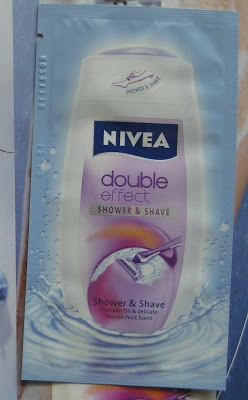 SHOWER & SHAVE
NIVEA
double
effect
SHOWER & SHAVE
Shower & Shave
Avocado Oil & delicate
Passion Fruit Scent